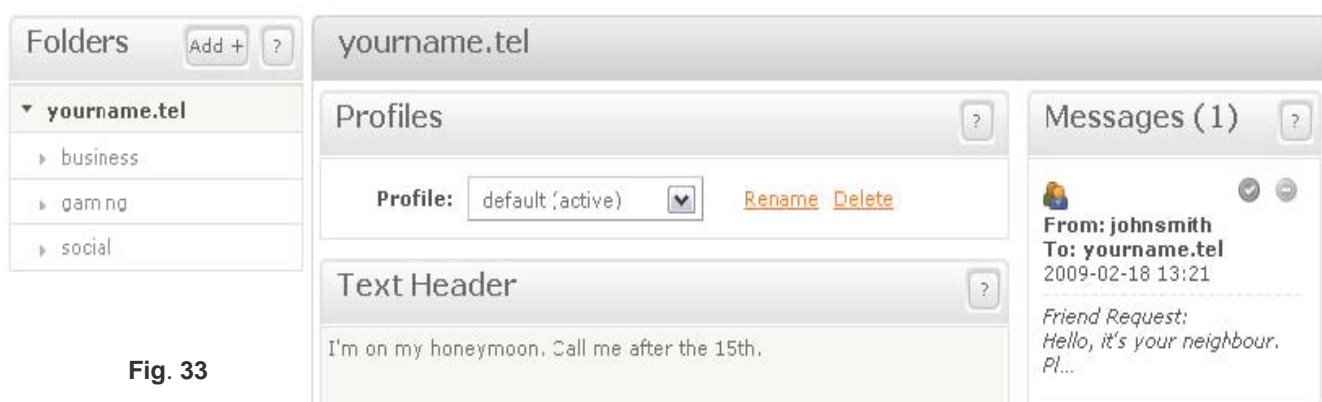 Folders
Add +
?
yourname.tel
business
gaming
social
Fig. 33
yourname.tel
Profiles
?
Profile:
default (active)
Rename Delete
Text Header
?
I'm on my honeymoon. Call me after the 15th.
Messages (1)
?
From: johnsmith
To: yourname.tel
2009-02-18 13:21
Friend Request:
Hello, it's your neighbour.
Pl...